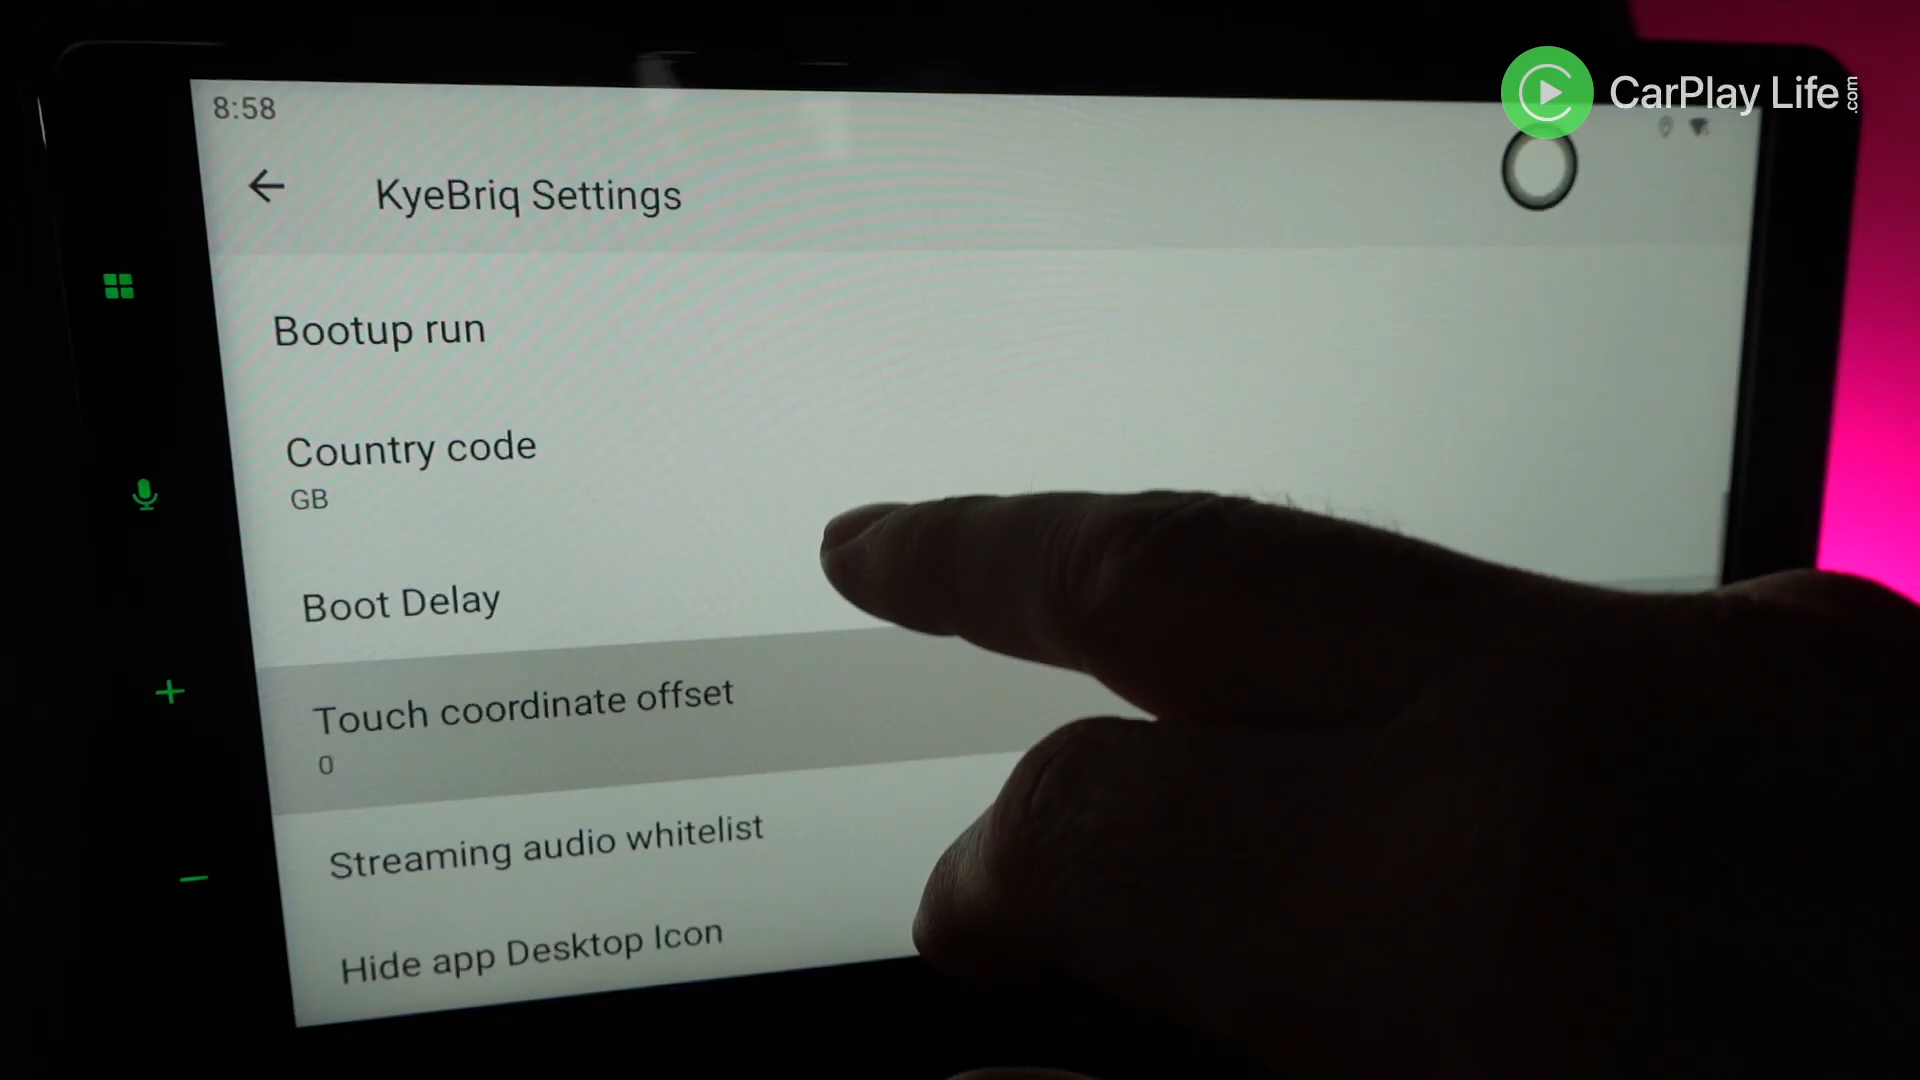 CarPlay Life .com
8:58
KyeBriq Settings
Bootup run
Country code
GB
Boot Delay
Touch coordinate offset
0
Streaming audio whitelist
Hide app Desktop Icon